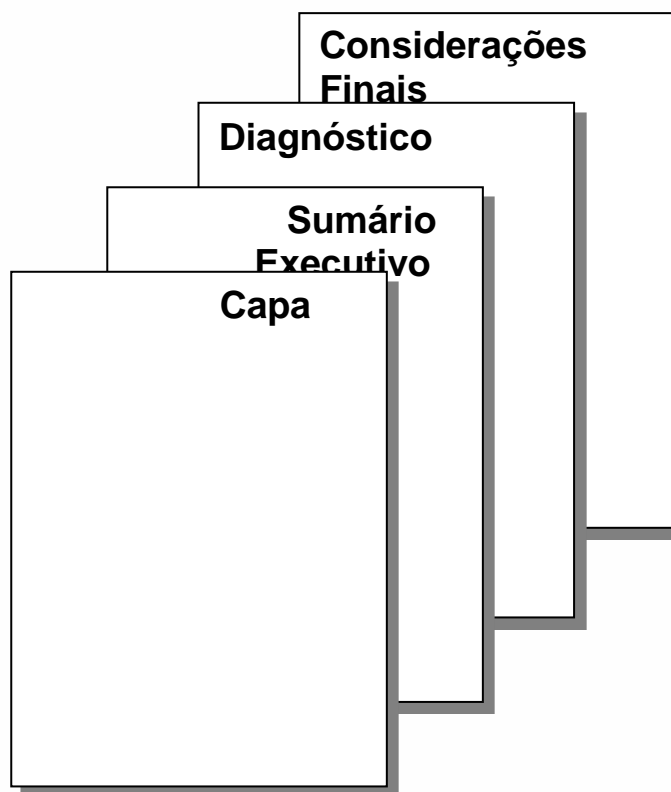 Considerações
Finais
Diagnóstico
Sumário
Executivo
Capa